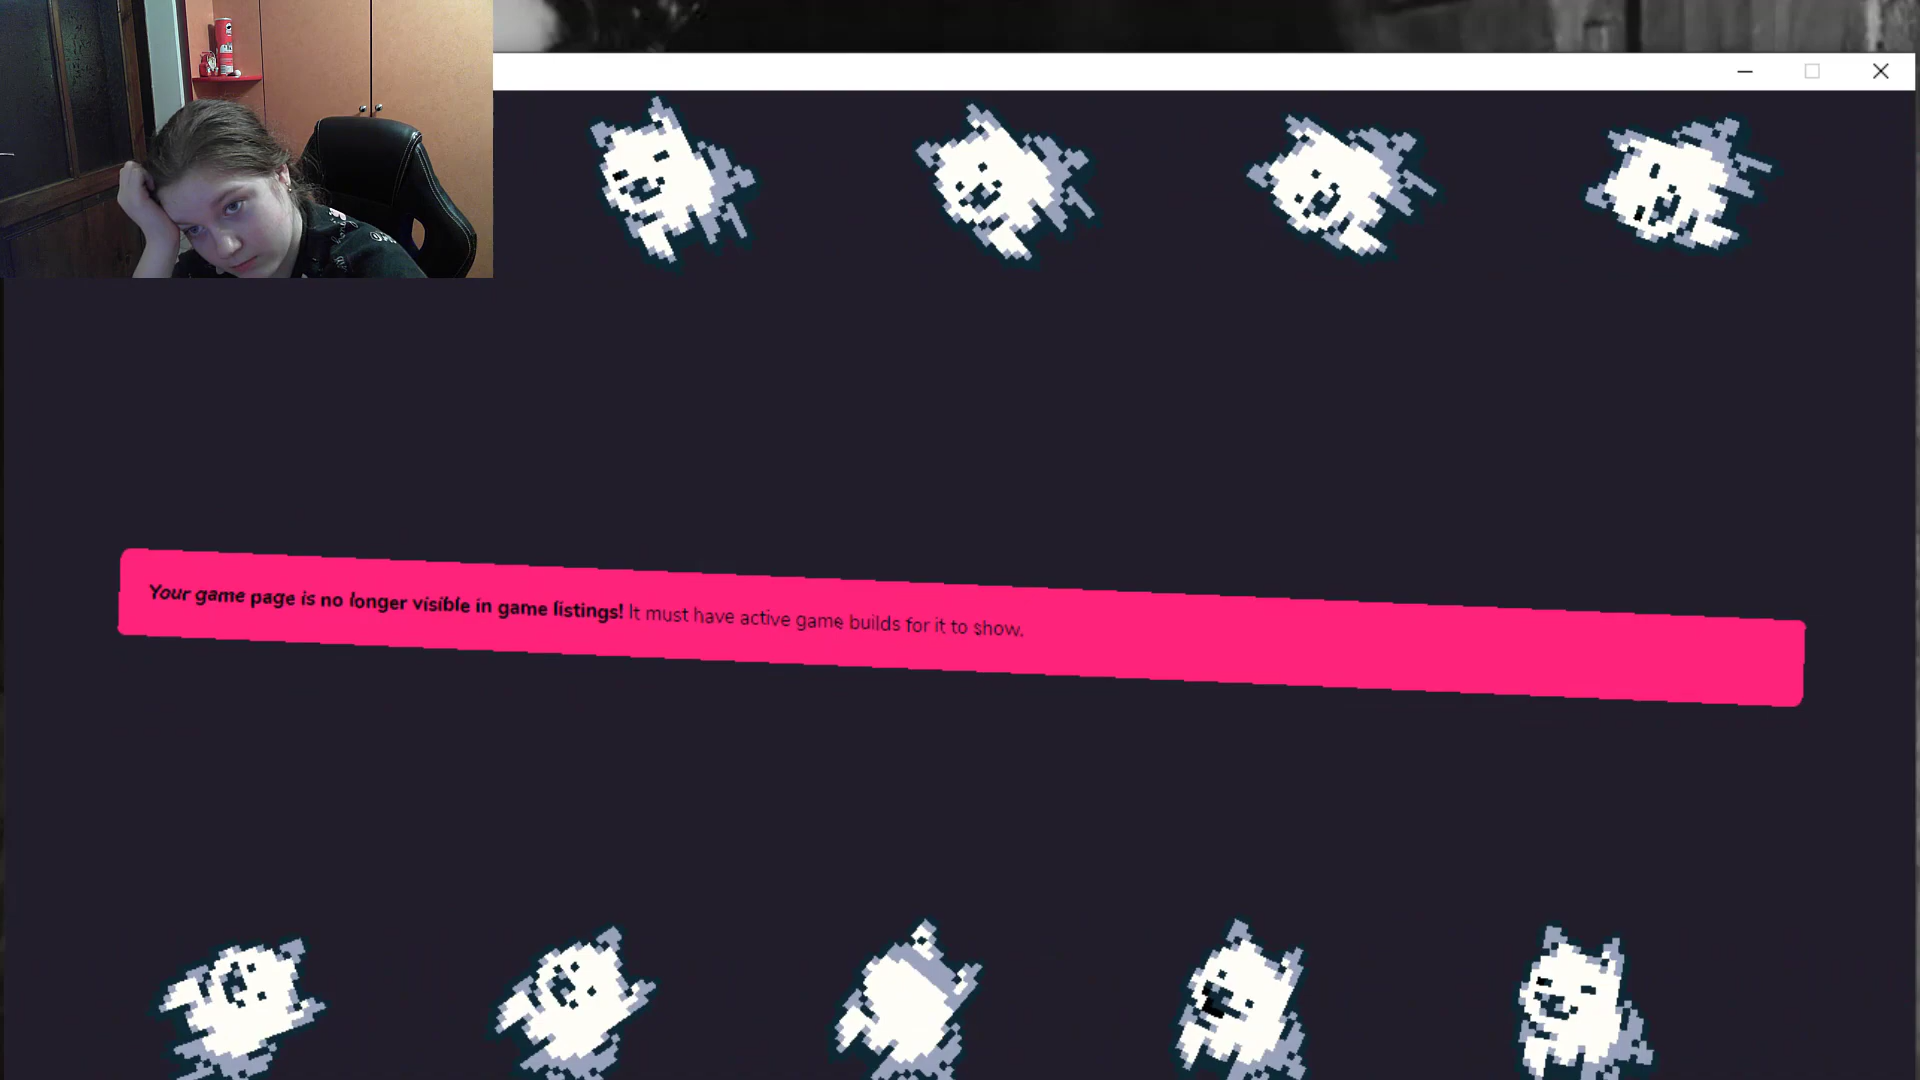 Your game page is no longer visible in game listings! It must have active game builds for it to show.